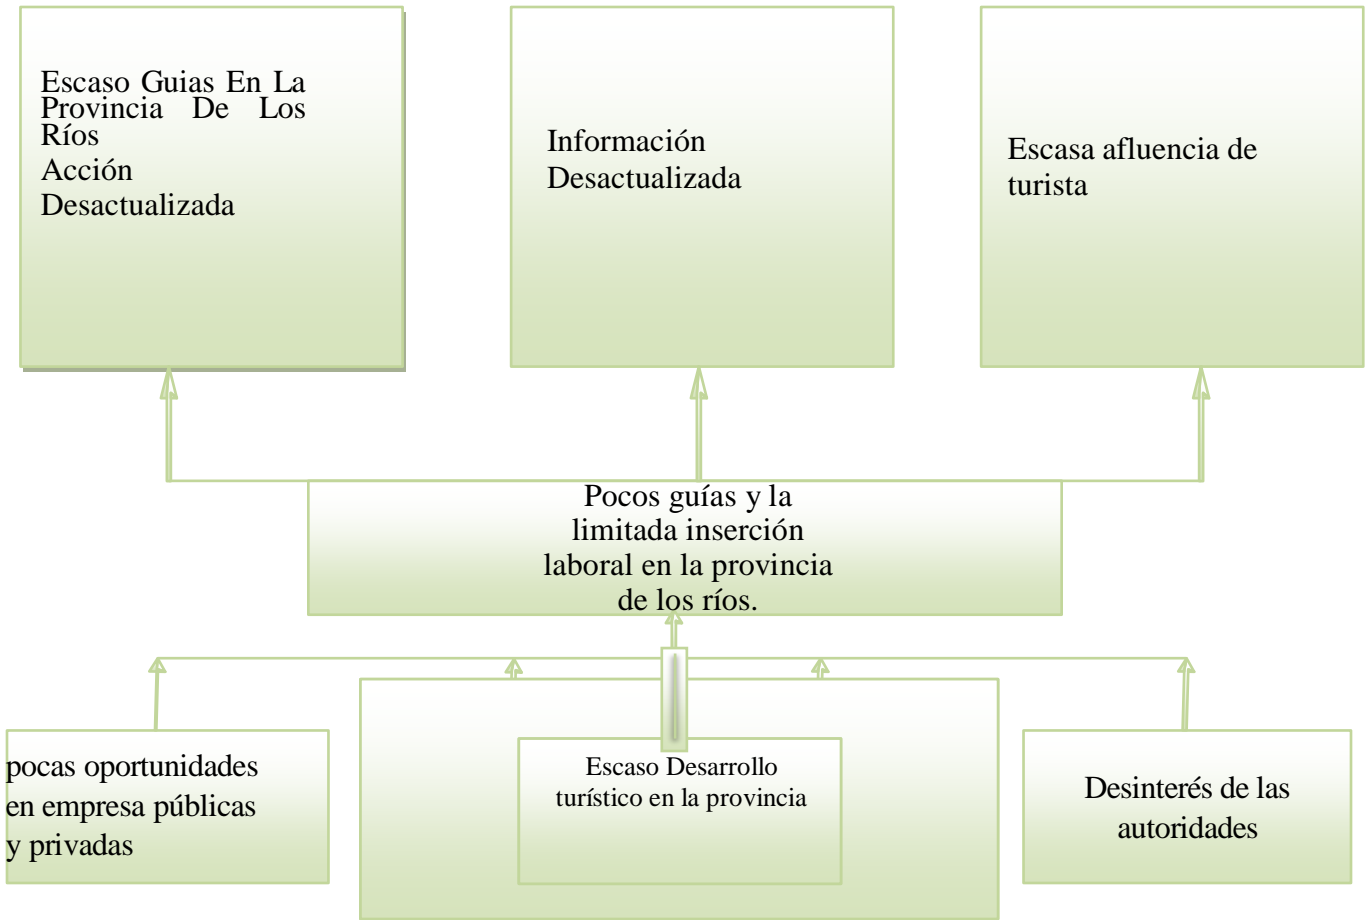 Escaso Guias En La
Provincia De Los
Ríos
Acción
Desactualizada
Información
Desactualizada
Escasa afluencia de
turista
Pocos guías y la
limitada inserción
laboral en la provincia
de los ríos.
pocas oportunidades
en empresa públicas
y privadas
Escaso Desarrollo
turístico en la provincia
Desinterés de las
autoridades